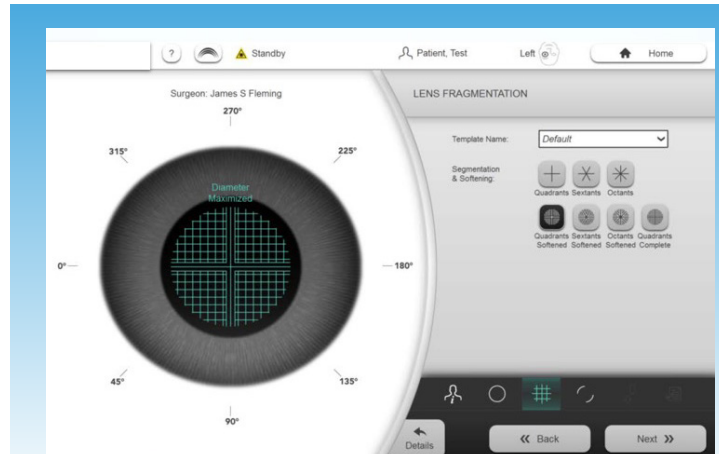 ?
Standby
Patient, Test
Left
Home
Surgeon: James S Fleming
LENS FRAGMENTATION
270°
315°
225°
Diameter
Maximized
0°
180°
45°
135°
90°
Template Name:
Default
Segmentation
& Softening:
Quadrants Sextants Octants
Quadrants Sextants Octants Quadrants
Softened Softened Softened Complete
Details
Back
Next